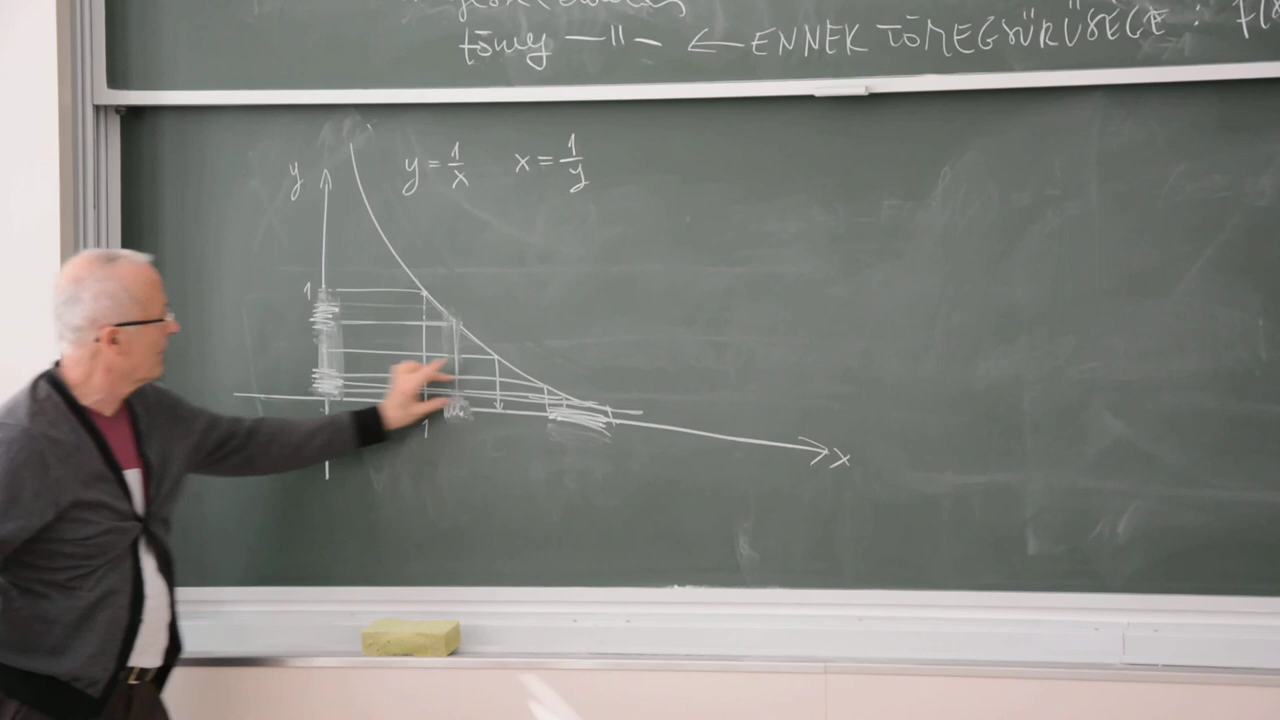 tömeg —〃— ← ENNEK TÖMEGSŰRŰSÉGE :
y = 1/x x = 1/y
y
1
1
x